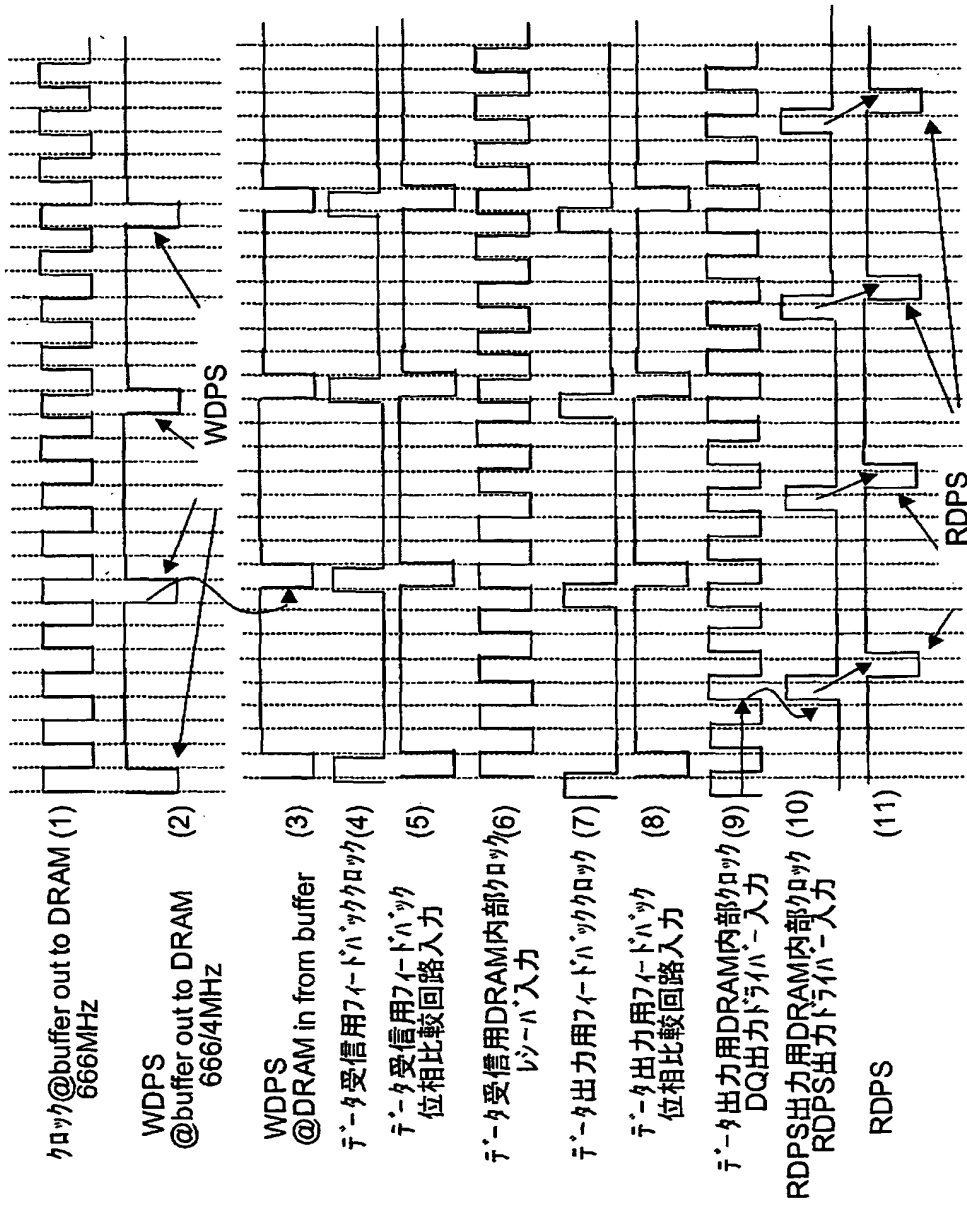 クロック@buffer out to DRAM (1)
666MHz
WDPS (2)
@buffer out to DRAM
666/4MHz
WDPS
WDPS (3)
@DRAM in from buffer
データ受信用フィードバッククロック(4)
データ受信用フィードバック (5)
位相比較回路入力
データ受信用DRAM内部クロック(6)
レシーバ入力
データ出力用フィードバッククロック (7)
データ出力用フィードバック (8)
位相比較回路入力
データ出力用DRAM内部クロック (9)
DQ出力ドライバー入力
RDPS出力用DRAM内部クロック (10)
RDPS出力ドライバー入力
RDPS (11)
RDPS